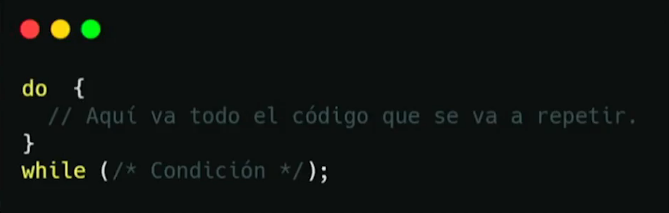 do  {
  // Aquí va todo el código que se va a repetir.
}
while (/* Condición */);